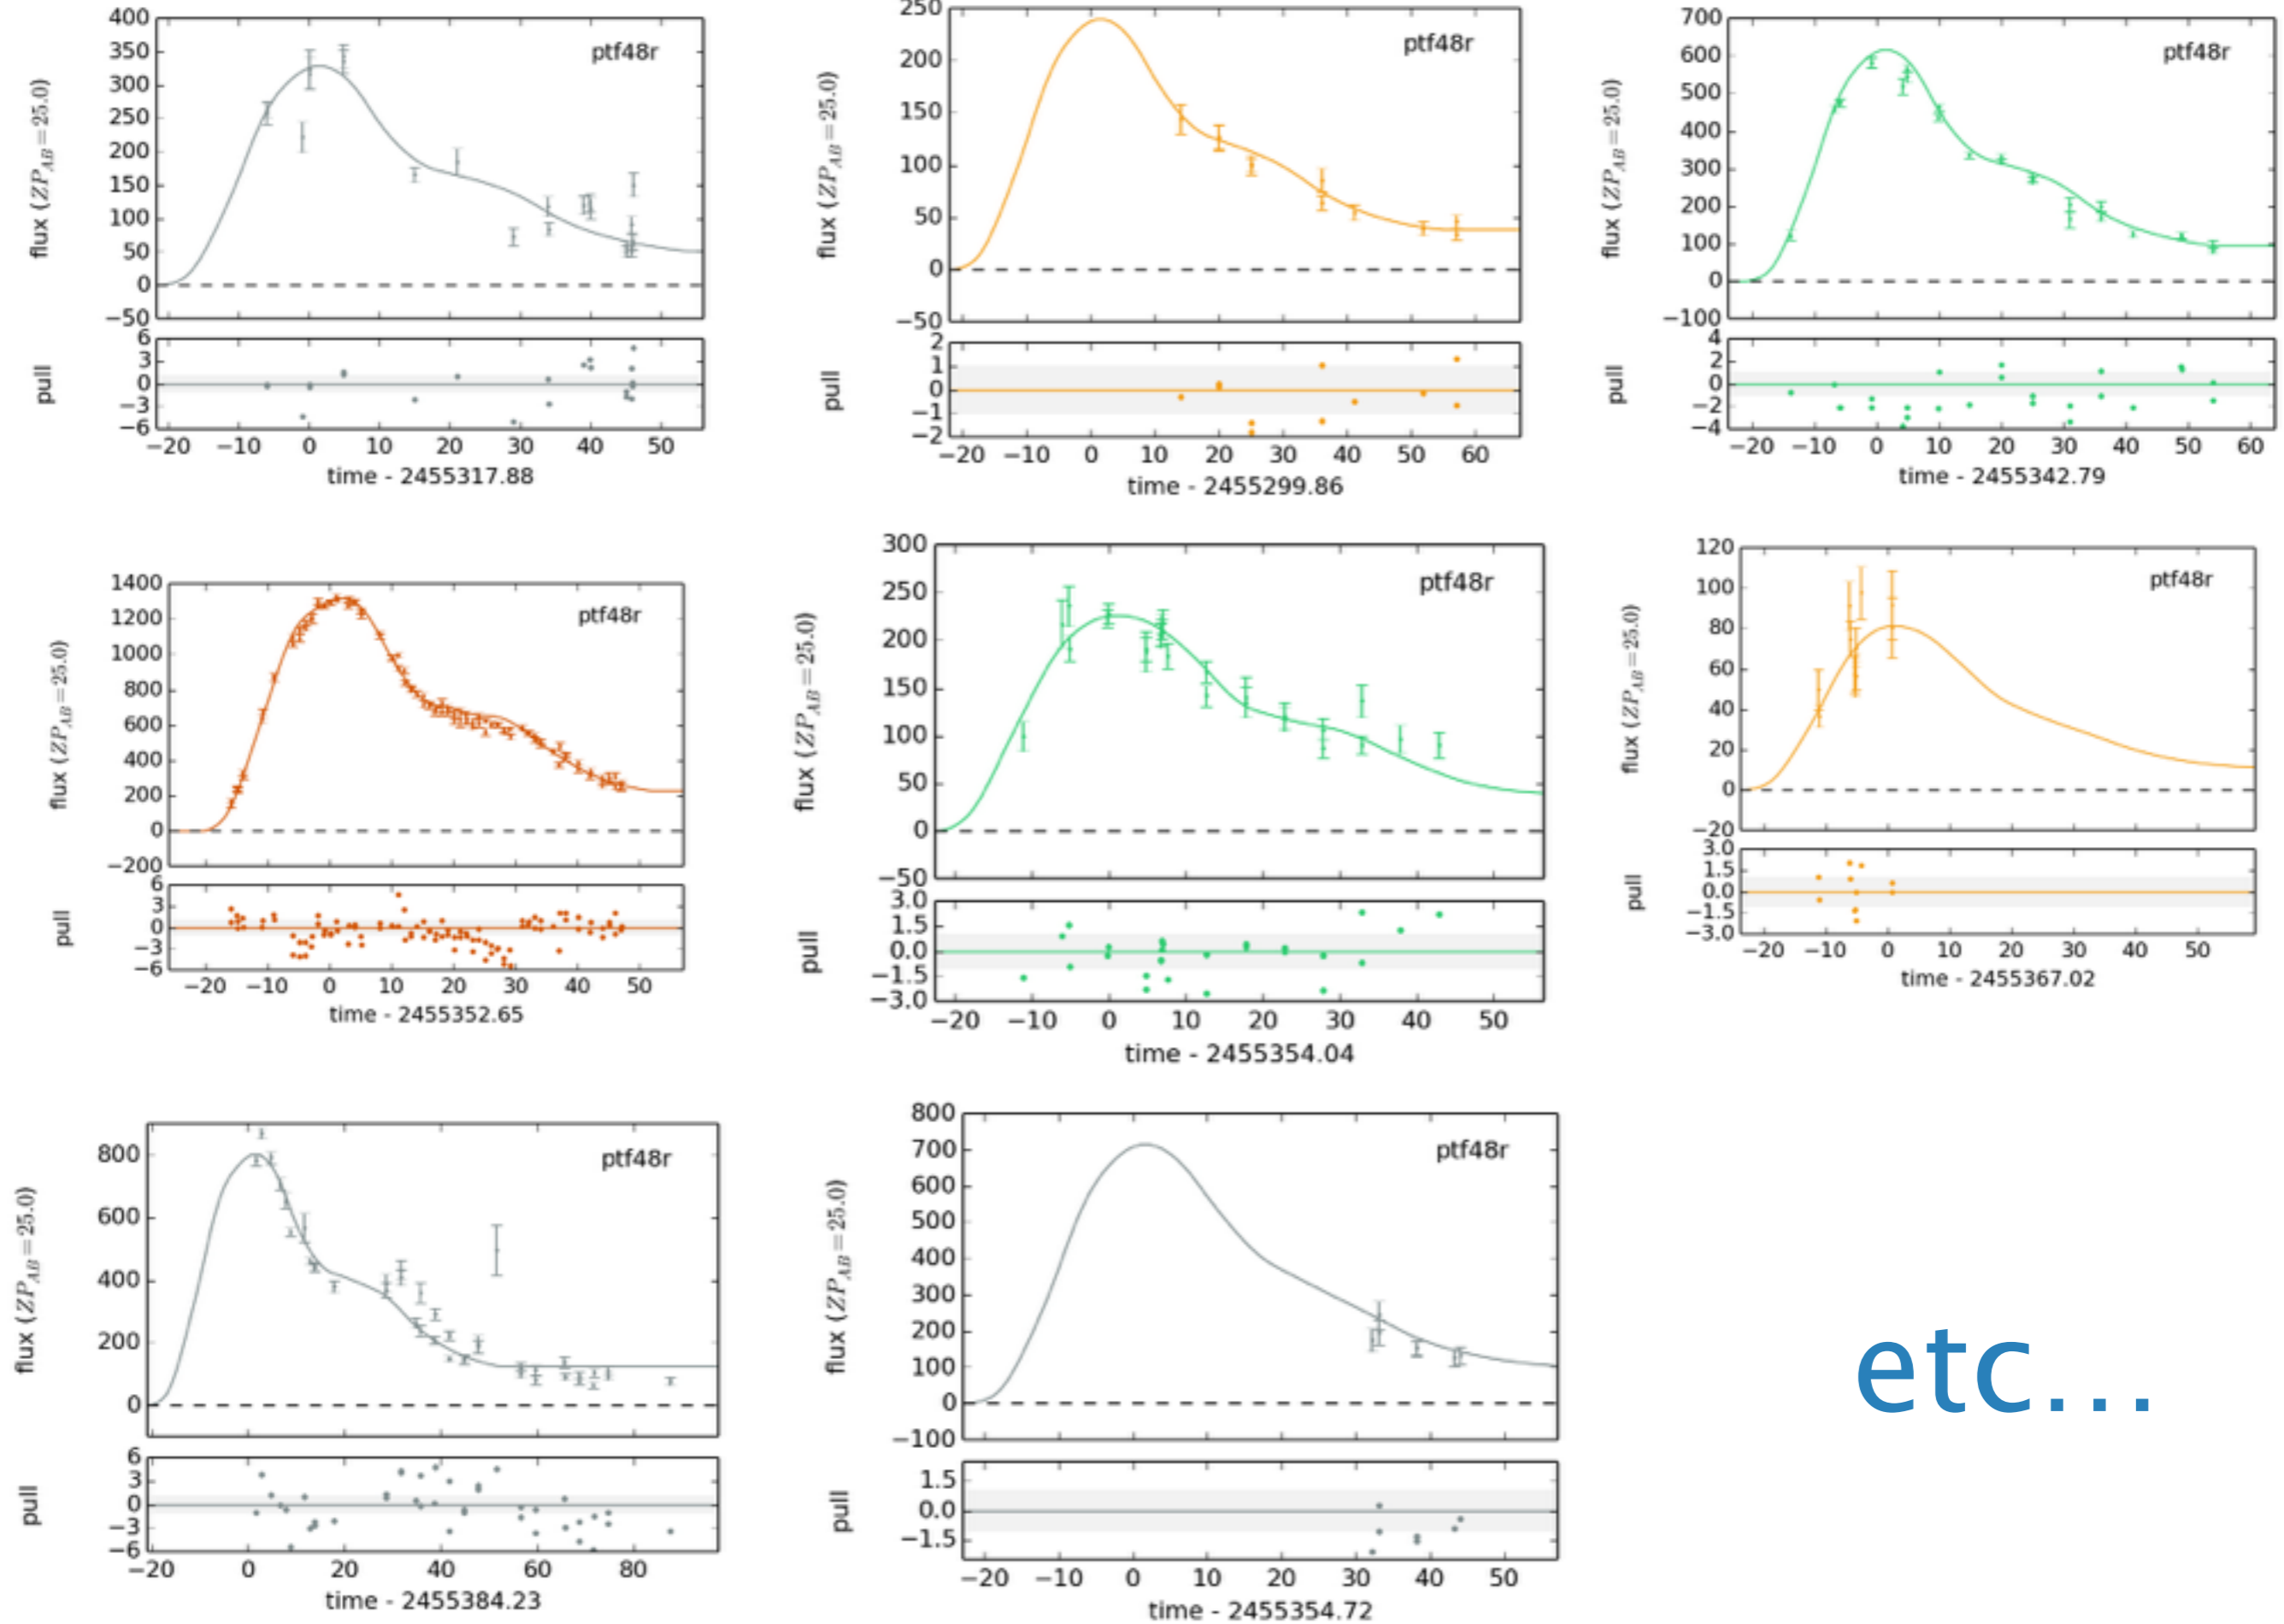 400
350
300
250
200
150
100
50
0
−50
ptf48r
flux (ZP_AB=25.0)
6
3
0
−3
−6
pull
−20 −10 0 10 20 30 40 50
time - 2455317.88
250
200
150
100
50
0
−50
ptf48r
flux (ZP_AB=25.0)
2
1
0
−1
−2
pull
−20 −10 0 10 20 30 40 50 60
time - 2455299.86
700
600
500
400
300
200
100
0
−100
ptf48r
flux (ZP_AB=25.0)
4
2
0
−2
−4
pull
−20 −10 0 10 20 30 40 50 60
time - 2455342.79
1400
1200
1000
800
600
400
200
0
−200
ptf48r
flux (ZP_AB=25.0)
6
3
0
−3
−6
pull
−20 −10 0 10 20 30 40 50
time - 2455352.65
300
250
200
150
100
50
0
−50
ptf48r
flux (ZP_AB=25.0)
3.0
1.5
0.0
−1.5
−3.0
pull
−20 −10 0 10 20 30 40 50
time - 2455354.04
120
100
80
60
40
20
0
−20
ptf48r
flux (ZP_AB=25.0)
3.0
1.5
0.0
−1.5
−3.0
pull
−20 −10 0 10 20 30 40 50
time - 2455367.02
800
600
400
200
0
ptf48r
flux (ZP_AB=25.0)
6
3
0
−3
−6
pull
−20 0 20 40 60 80
time - 2455384.23
800
700
600
500
400
300
200
100
0
−100
ptf48r
flux (ZP_AB=25.0)
1.5
0.0
−1.5
pull
−20 −10 0 10 20 30 40 50
time - 2455354.72
etc...